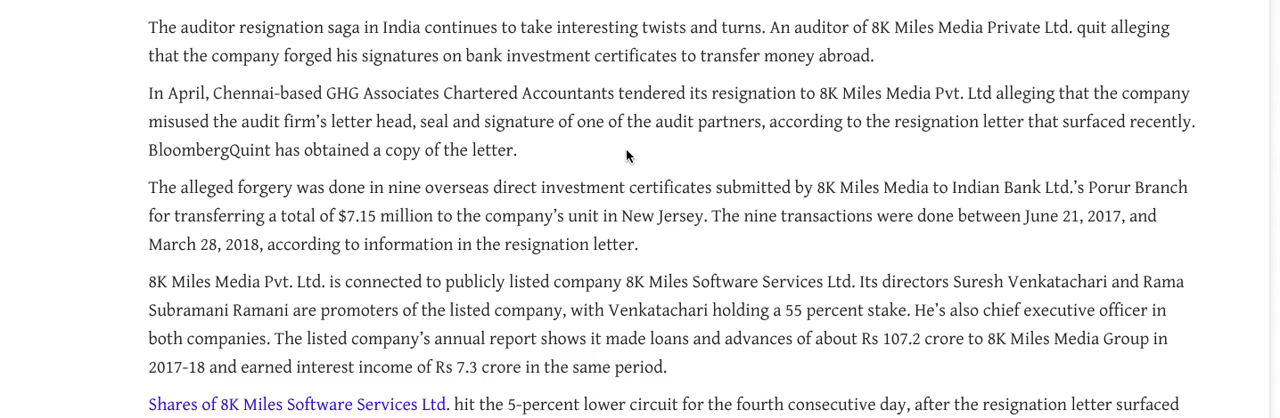 The auditor resignation saga in India continues to take interesting twists and turns. An auditor of 8K Miles Media Private Ltd. quit alleging
that the company forged his signatures on bank investment certificates to transfer money abroad.
In April, Chennai-based GHG Associates Chartered Accountants tendered its resignation to 8K Miles Media Pvt. Ltd alleging that the company
misused the audit firm’s letter head, seal and signature of one of the audit partners, according to the resignation letter that surfaced recently.
BloombergQuint has obtained a copy of the letter.
The alleged forgery was done in nine overseas direct investment certificates submitted by 8K Miles Media to Indian Bank Ltd.’s Porur Branch
for transferring a total of $7.15 million to the company’s unit in New Jersey. The nine transactions were done between June 21, 2017, and
March 28, 2018, according to information in the resignation letter.
8K Miles Media Pvt. Ltd. is connected to publicly listed company 8K Miles Software Services Ltd. Its directors Suresh Venkatachari and Rama
Subramani Ramani are promoters of the listed company, with Venkatachari holding a 55 percent stake. He’s also chief executive officer in
both companies. The listed company’s annual report shows it made loans and advances of about Rs 107.2 crore to 8K Miles Media Group in
2017-18 and earned interest income of Rs 7.3 crore in the same period.
Shares of 8K Miles Software Services Ltd. hit the 5-percent lower circuit for the fourth consecutive day, after the resignation letter surfaced